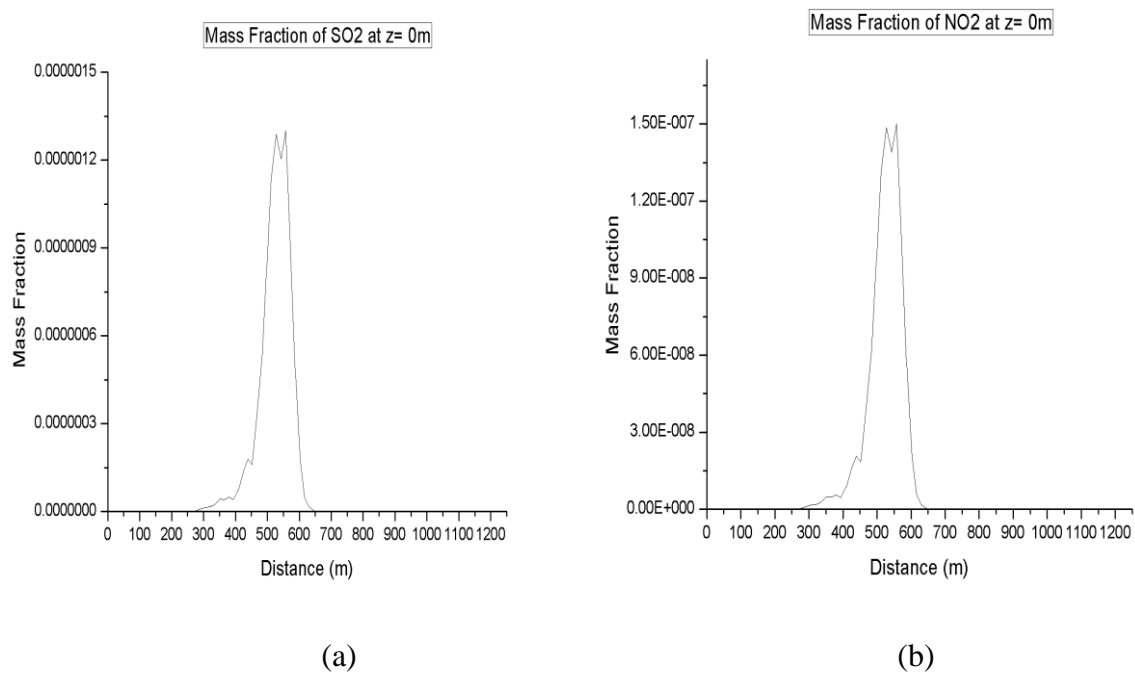 Mass Fraction of SO2 at z= 0m
0.0000015
0.0000012
0.0000009
0.0000006
0.0000003
0.0000000
Mass Fraction
0 100 200 300 400 500 600 700 800 900 1000 1100 1200
Distance (m)
(a)
Mass Fraction of NO2 at z= 0m
1.50E-007
1.20E-007
9.00E-008
6.00E-008
3.00E-008
0.00E+000
Mass Fraction
0 100 200 300 400 500 600 700 800 900 1000 1100 1200
Distance (m)
(b)